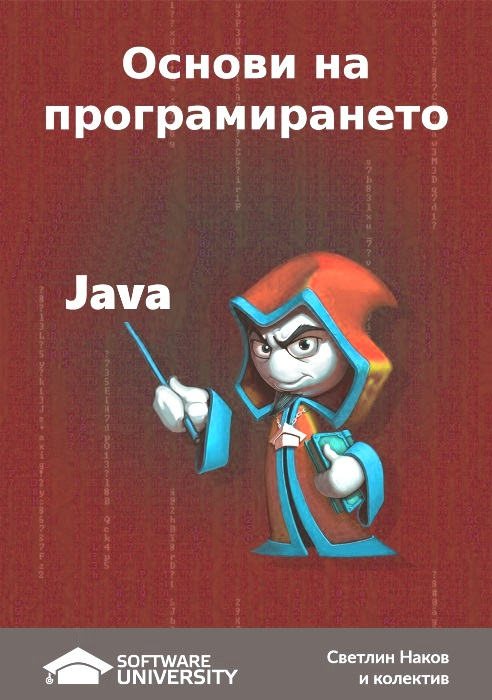 Основи на
програмирането
Java
SOFTWARE
UNIVERSITY
Светлин Наков
и колектив